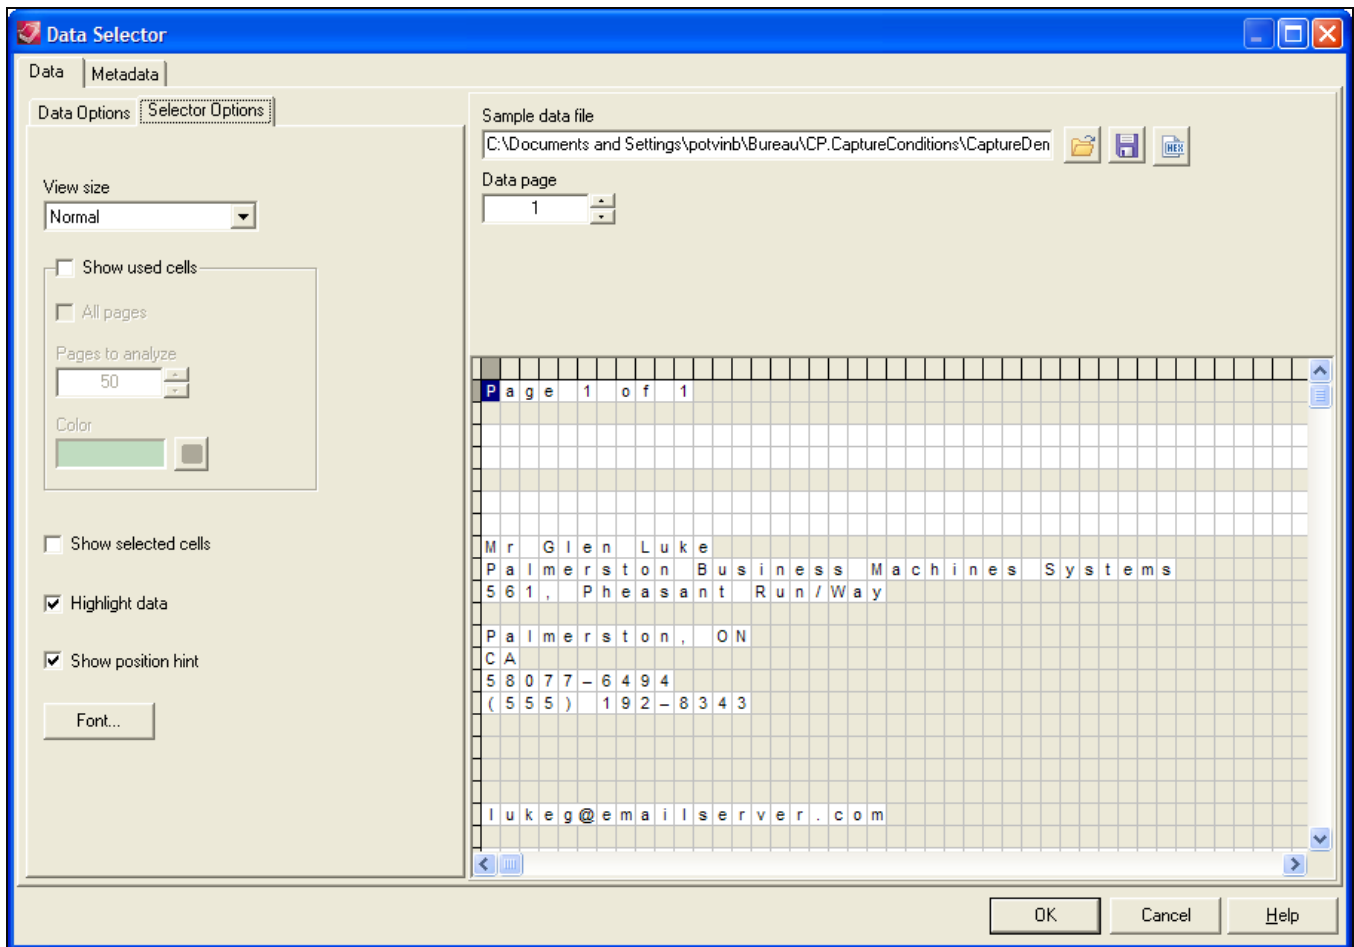 Data Selector
Data
Metadata
Data Options
Selector Options
View size
Normal
Show used cells
All pages
Pages to analyze
50
Color
Show selected cells
Highlight data
Show position hint
Font...
Sample data file
C:\Documents and Settings\potvinb\Bureau\CP.CaptureConditions\CaptureDen
HEX
Data page
1
Page 1 of 1
Mr Glen Luke
Palmerston Business Machines Systems
561, Pheasant Run/Way
Palmerston, ON
CA
58077-6494
(555) 192-8343
lukeg@emailserver.com
OK
Cancel
Help